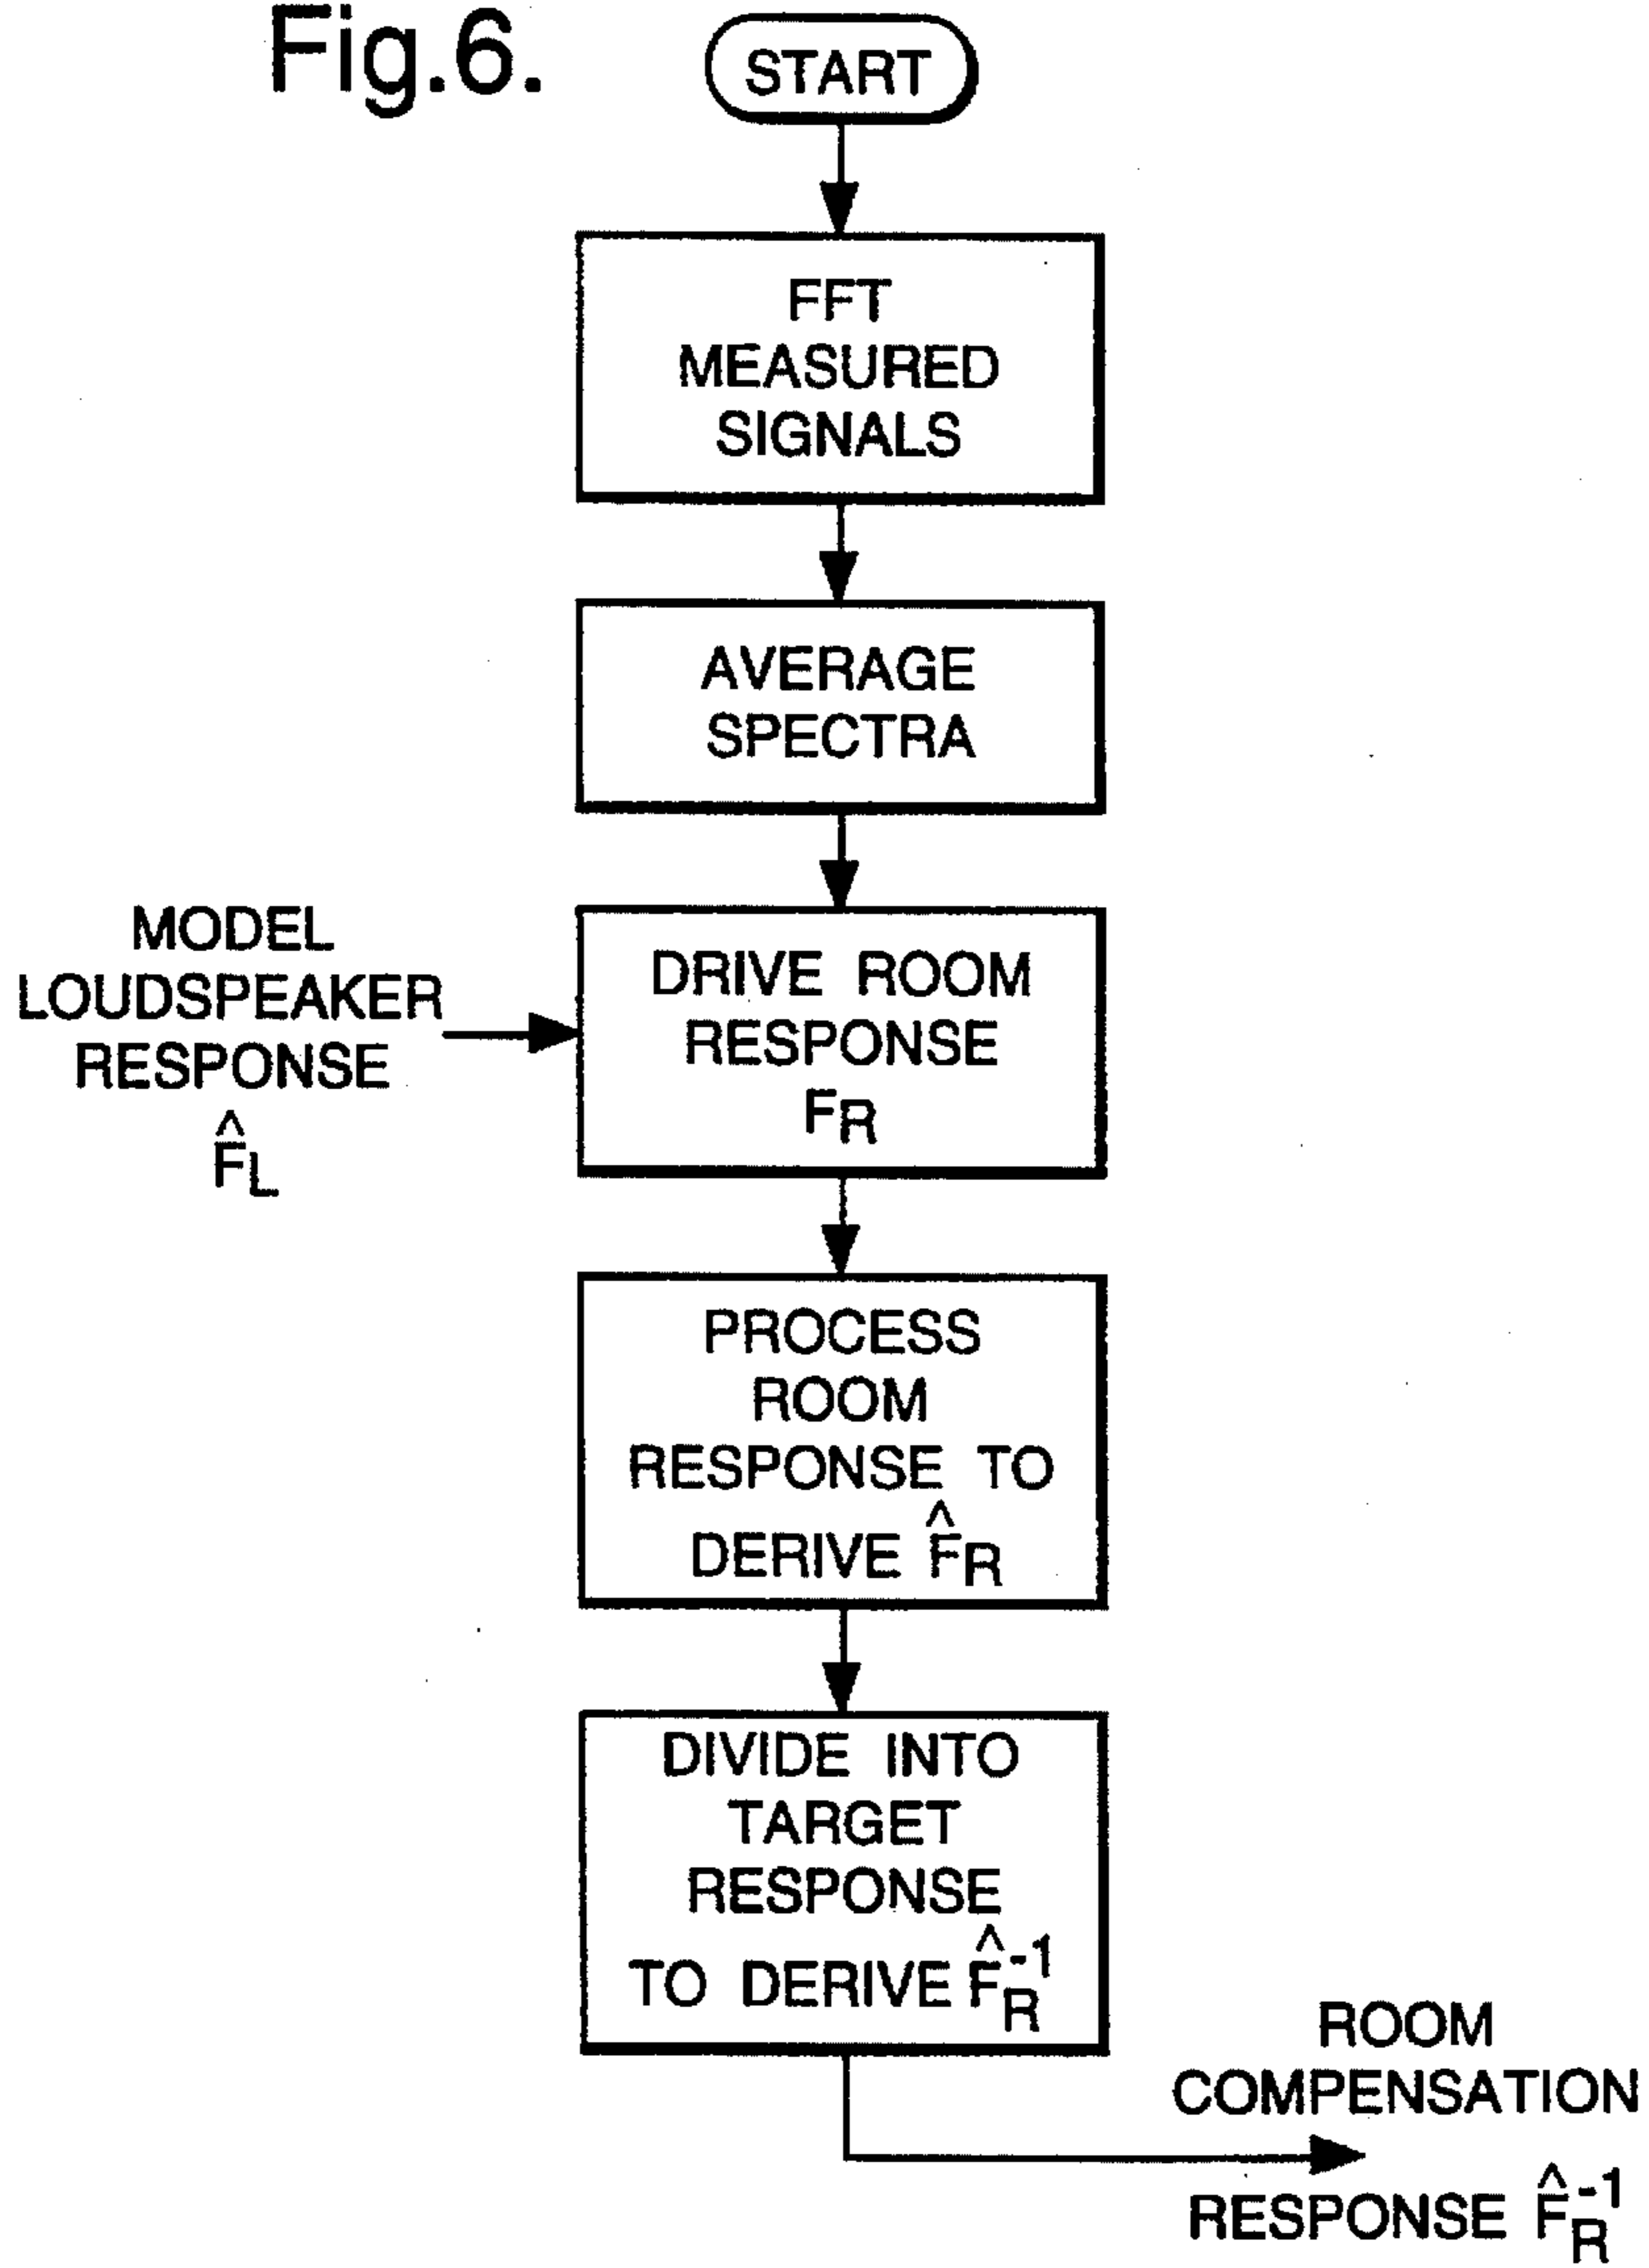 Fig.6.
START
FFT
MEASURED
SIGNALS
AVERAGE
SPECTRA
MODEL
LOUDSPEAKER
RESPONSE
F̂L
DRIVE ROOM
RESPONSE
FR
PROCESS
ROOM
RESPONSE TO
DERIVE F̂R
DIVIDE INTO
TARGET
RESPONSE
TO DERIVE F̂R⁻¹
ROOM
COMPENSATION
RESPONSE F̂R⁻¹